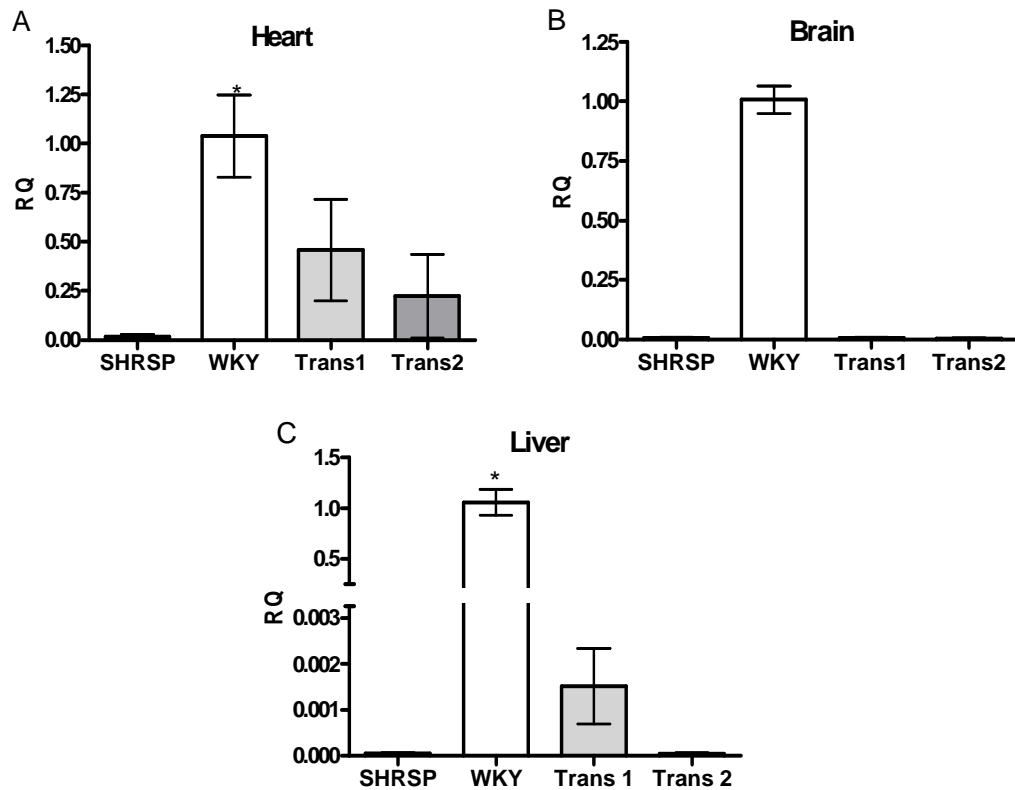 A
Heart
1.50
1.25
1.00
0.75
0.50
0.25
0.00
RQ
*
SHRSP WKY Trans1 Trans2
B
Brain
1.25
1.00
0.75
0.50
0.25
0.00
RQ
SHRSP WKY Trans1 Trans2
C
Liver
1.5
1.0
0.5
0.003
0.002
0.001
0.000
RQ
*
SHRSP WKY Trans 1 Trans 2